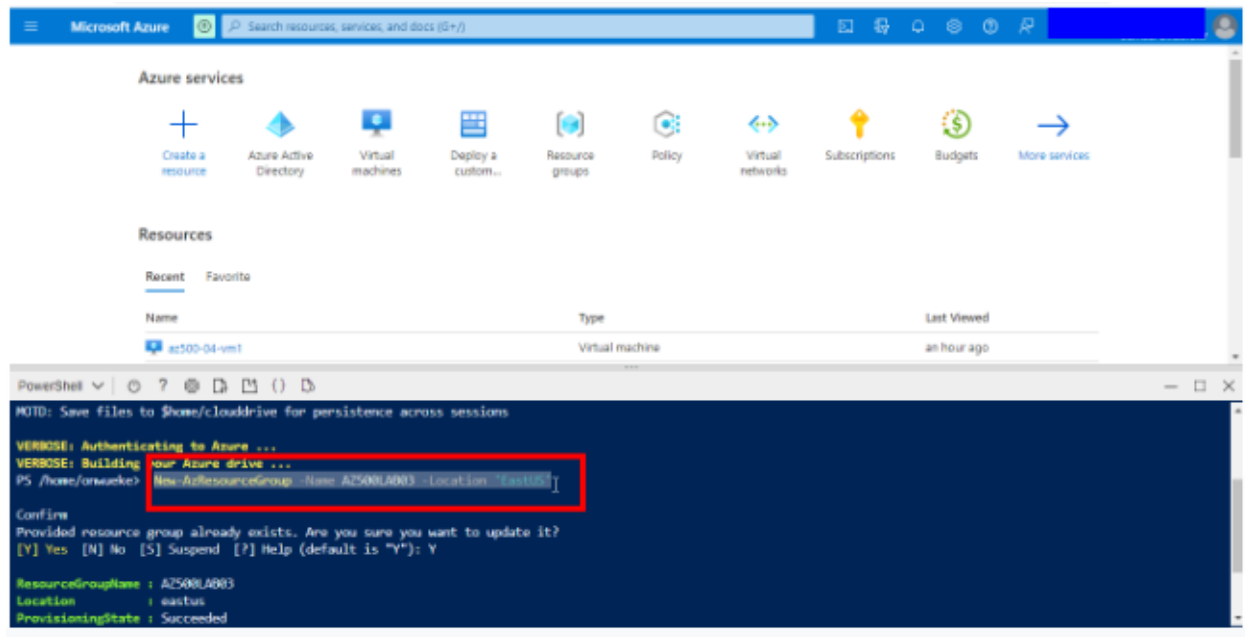 Microsoft Azure
Search resources, services, and docs (G+/)
Azure services
Create a resource
Azure Active Directory
Virtual machines
Deploy a custom...
Resource groups
Policy
Virtual networks
Subscriptions
Budgets
More services
Resources
Recent Favorite
Name Type Last Viewed
az500-04-vm1 Virtual machine an hour ago
PowerShell
MOTD: Save files to $home/clouddrive for persistence across sessions
VERBOSE: Authenticating to Azure ...
VERBOSE: Building your Azure drive ...
PS /home/onwueke> New-AzResourceGroup -Name AZ500LAB03 -Location 'EastUS'
Confirm
Provided resource group already exists. Are you sure you want to update it?
[Y] Yes [N] No [S] Suspend [?] Help (default is "Y"): Y
ResourceGroupName : AZ500LAB03
Location : eastus
ProvisioningState : Succeeded